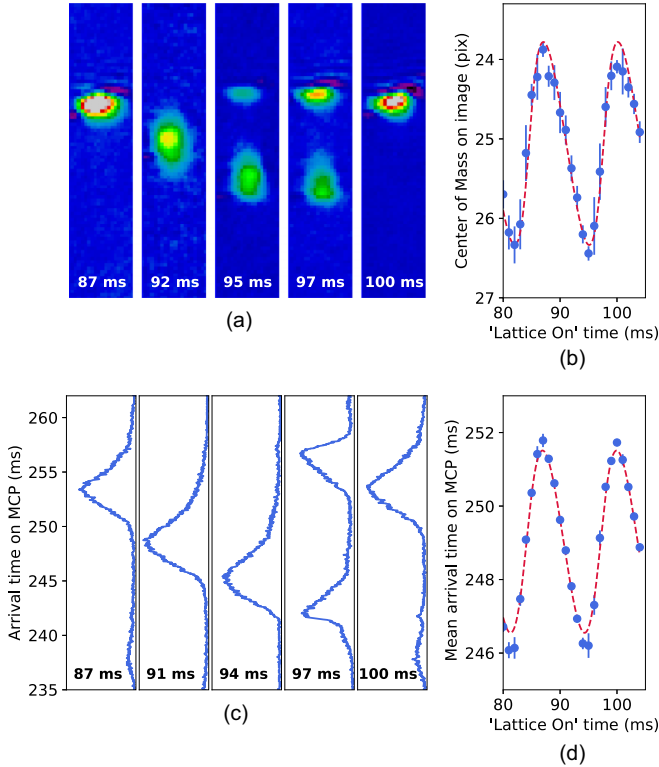 87 ms
92 ms
95 ms
97 ms
100 ms
(a)
Center of Mass on image (pix)
24
25
26
27
80
90
100
'Lattice On' time (ms)
(b)
Arrival time on MCP (ms)
260
255
250
245
240
235
87 ms
91 ms
94 ms
97 ms
100 ms
(c)
Mean arrival time on MCP (ms)
252
250
248
246
80
90
100
'Lattice On' time (ms)
(d)